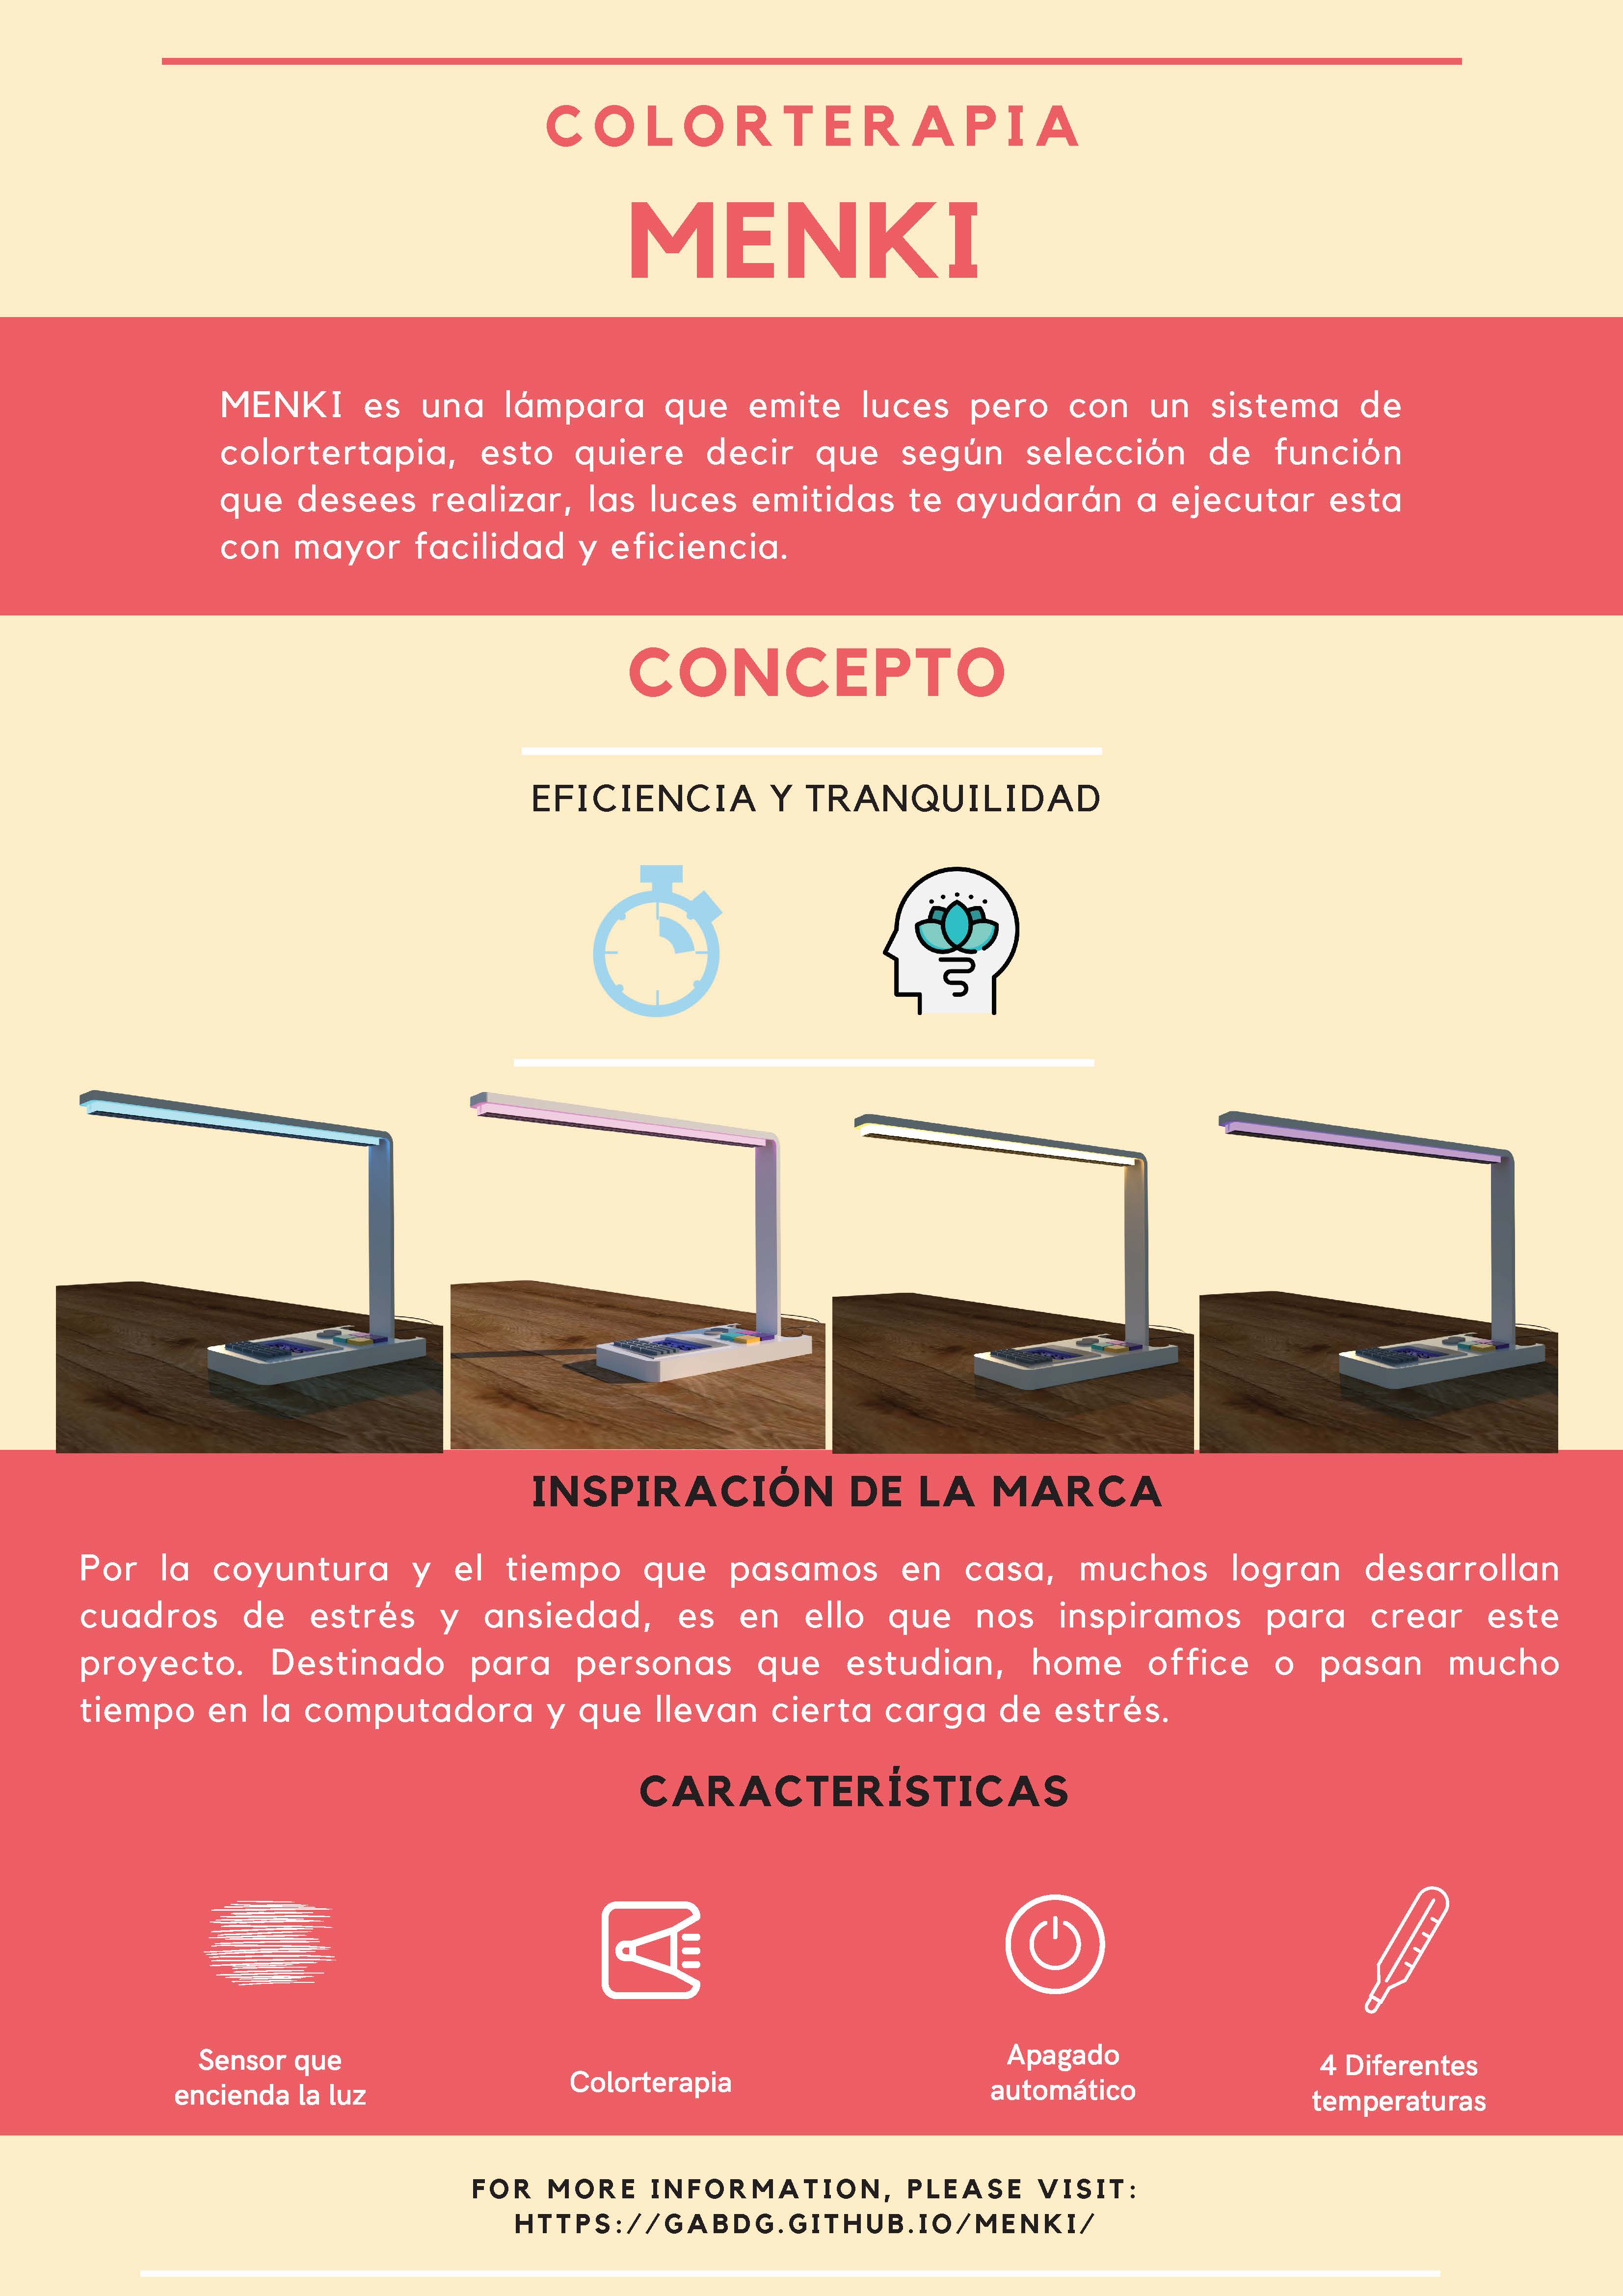 COLORTERAPIA
MENKI
MENKI es una lámpara que emite luces pero con un sistema de
colortertapia, esto quiere decir que según selección de función
que desees realizar, las luces emitidas te ayudarán a ejecutar esta
con mayor facilidad y eficiencia.
CONCEPTO
EFICIENCIA Y TRANQUILIDAD
INSPIRACIÓN DE LA MARCA
Por la coyuntura y el tiempo que pasamos en casa, muchos logran desarrollan
cuadros de estrés y ansiedad, es en ello que nos inspiramos para crear este
proyecto. Destinado para personas que estudian, home office o pasan mucho
tiempo en la computadora y que llevan cierta carga de estrés.
CARACTERÍSTICAS
Sensor que
encienda la luz
Colorterapia
Apagado
automático
4 Diferentes
temperaturas
FOR MORE INFORMATION, PLEASE VISIT:
HTTPS://GABDG.GITHUB.IO/MENKI/